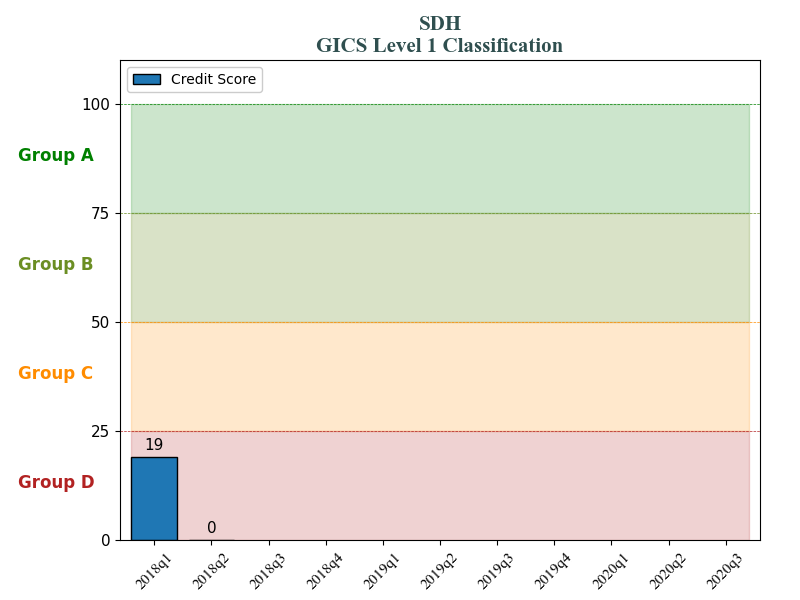 SDH
GICS Level 1 Classification
Credit Score
100
Group A
75
Group B
50
Group C
25
19
Group D
0
0
2018q1
2018q2
2018q3
2018q4
2019q1
2019q2
2019q3
2019q4
2020q1
2020q2
2020q3